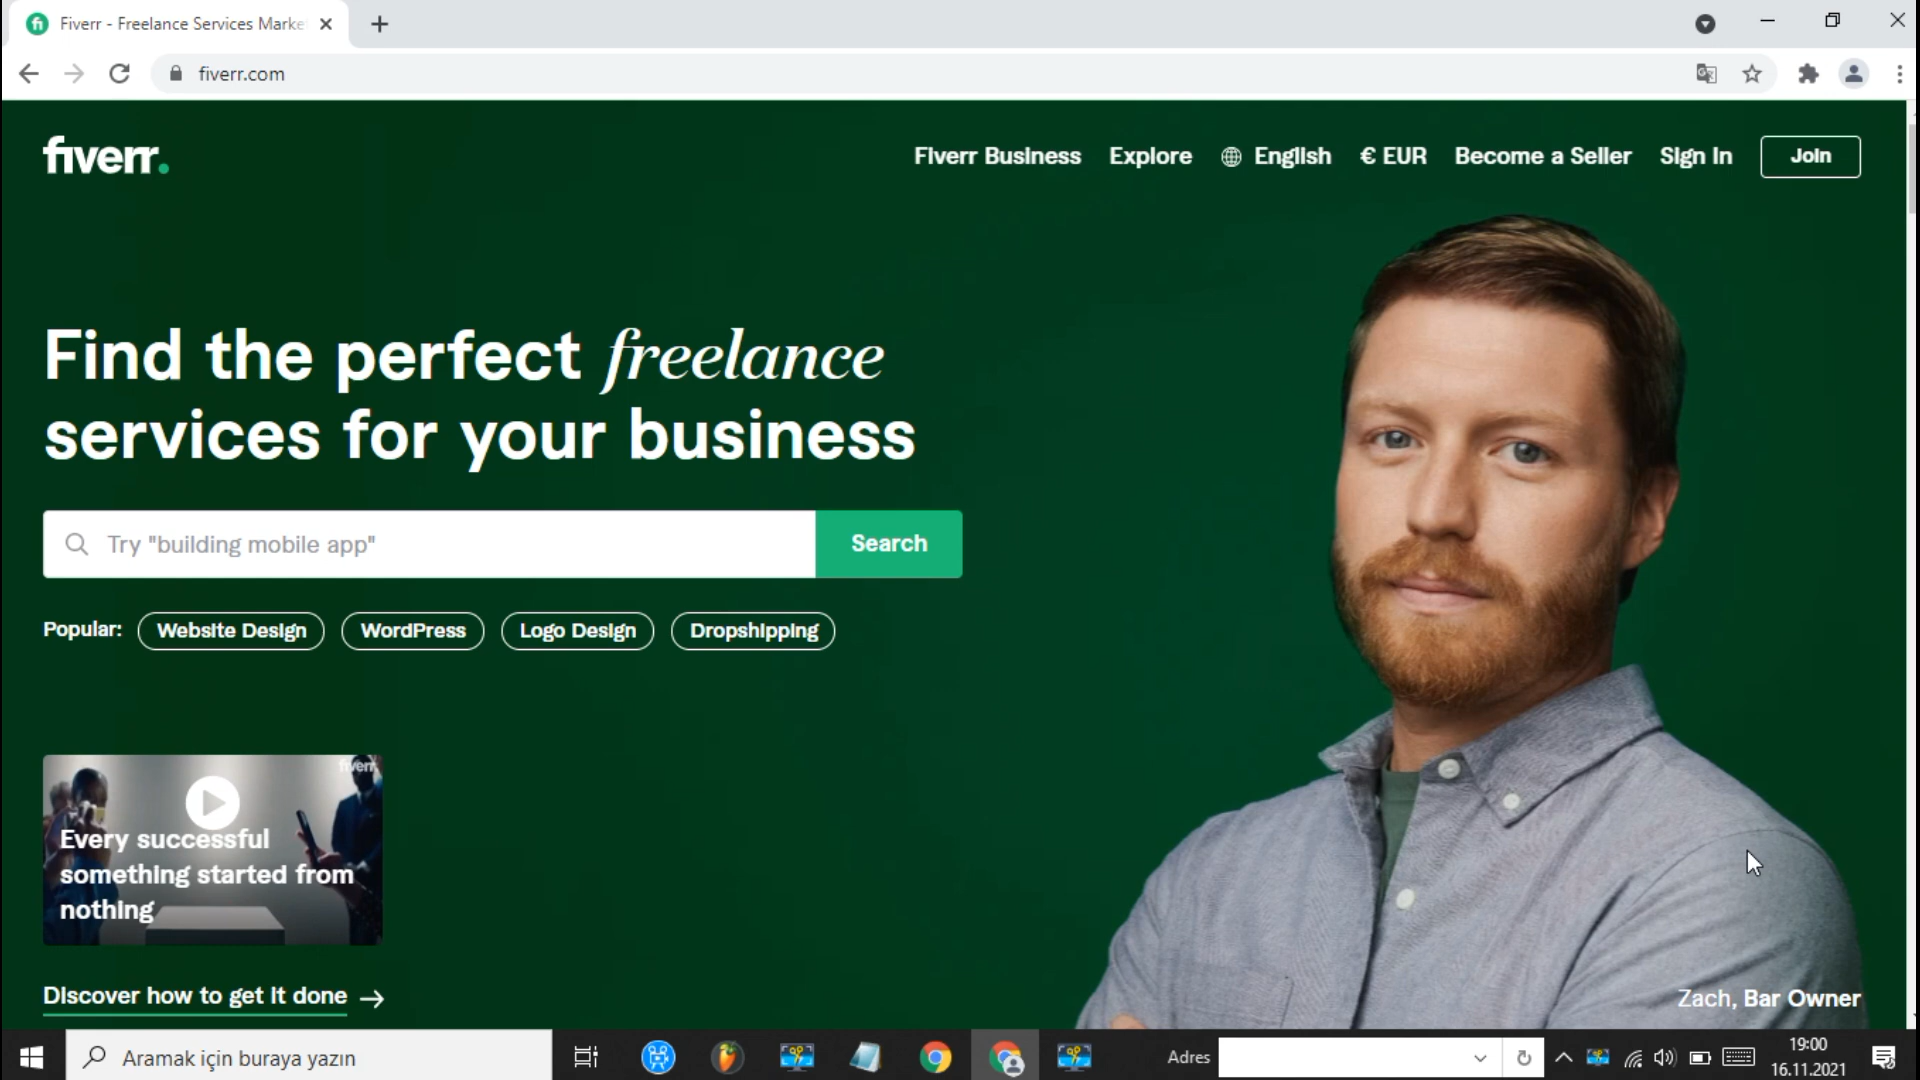 Fiverr - Freelance Services Marke
fiverr.com
fiverr.
Fiverr Business
Explore
English
€ EUR
Become a Seller
Sign In
Join
Find the perfect freelance
services for your business
Try "building mobile app"
Search
Popular:
Website Design
WordPress
Logo Design
Dropshipping
fiverr.
Every successful
something started from
nothing
Discover how to get it done →
Zach, Bar Owner
Aramak için buraya yazın
Adres
19:00
16.11.2021